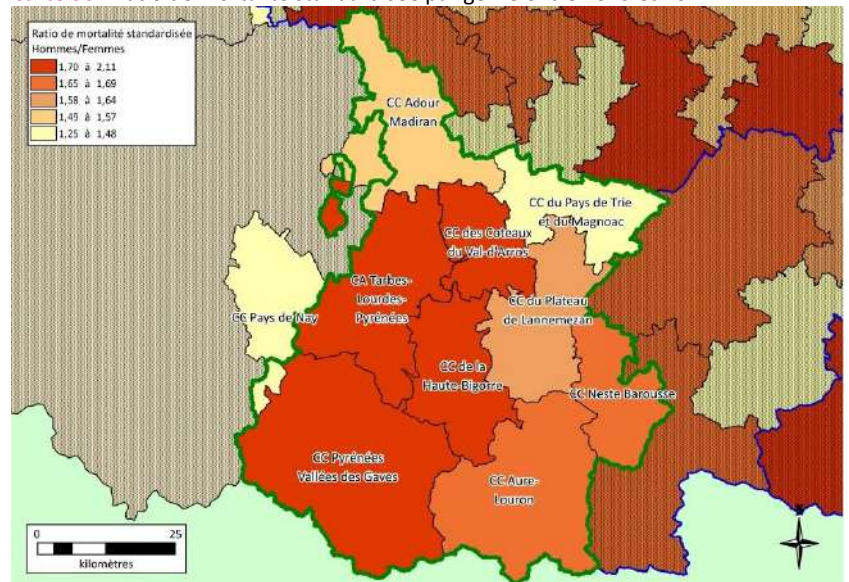 Ratio de mortalité standardisée
Hommes/Femmes
1,70 à 2,11
1,65 à 1,69
1,58 à 1,64
1,49 à 1,57
1,25 à 1,48
CC Adour
Madiran
CC du Pays de Trie
et du Magnoac
CC des Coteaux
du Val-d'Arros
CA Tarbes-
Lourdes-
Pyrénées
CC du Plateau
de Lannemezan
CC Pays de Nay
CC de la
Haute-Bigorre
CC Neste Barousse
CC Pyrénées
Vallées des Gaves
CC Aure-
Louron
0 25
kilomètres